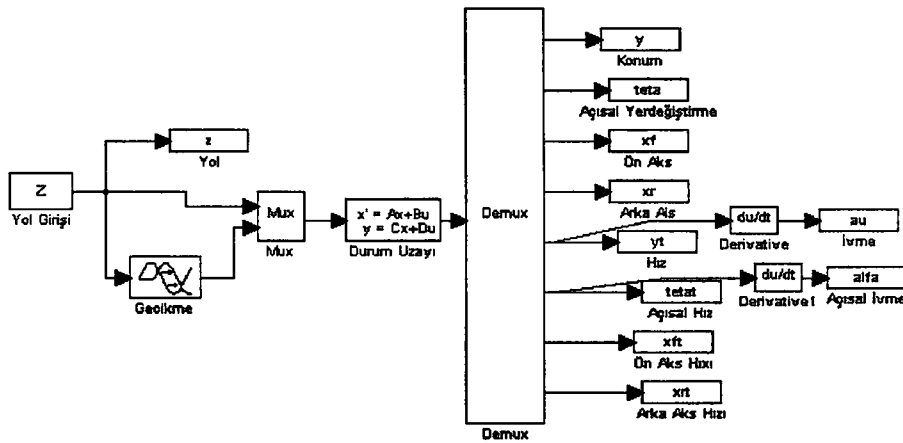 y
Konum
teta
Açısal Yerdeğiştirme
z
Yol
xf
Ön Aks
Z
Yol Girişi
Mux
Mux
x' = Ax+Bu
y = Cx+Du
Durum Uzayı
Demux
xr
Arka Als
du/dt
Derivative
au
İvme
yt
Hız
Gecikme
tetat
Açısal Hız
du/dt
Derivative1
alfa
Açısal İvme
xft
Ön Aks Hıxı
xrt
Arka Aks Hızı
Demux